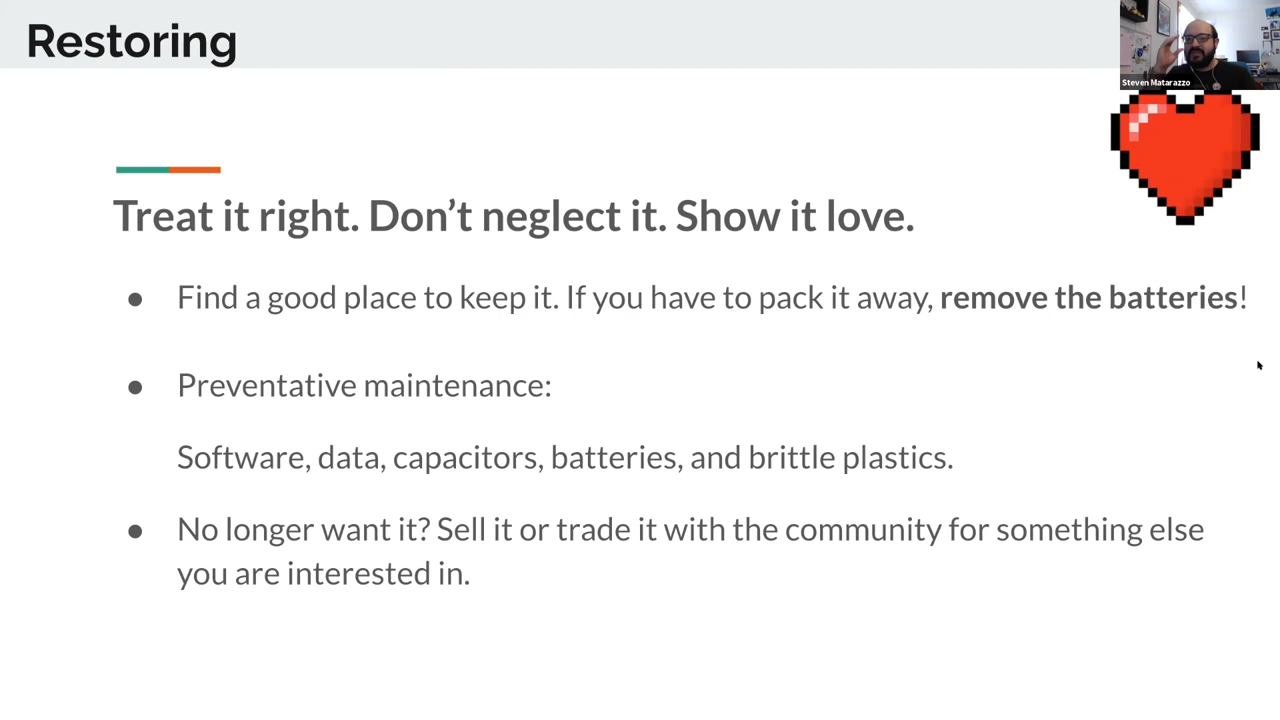 Restoring
Steven Matarazzo
Treat it right. Don’t neglect it. Show it love.
● Find a good place to keep it. If you have to pack it away, remove the batteries!
● Preventative maintenance:
Software, data, capacitors, batteries, and brittle plastics.
● No longer want it? Sell it or trade it with the community for something else
you are interested in.